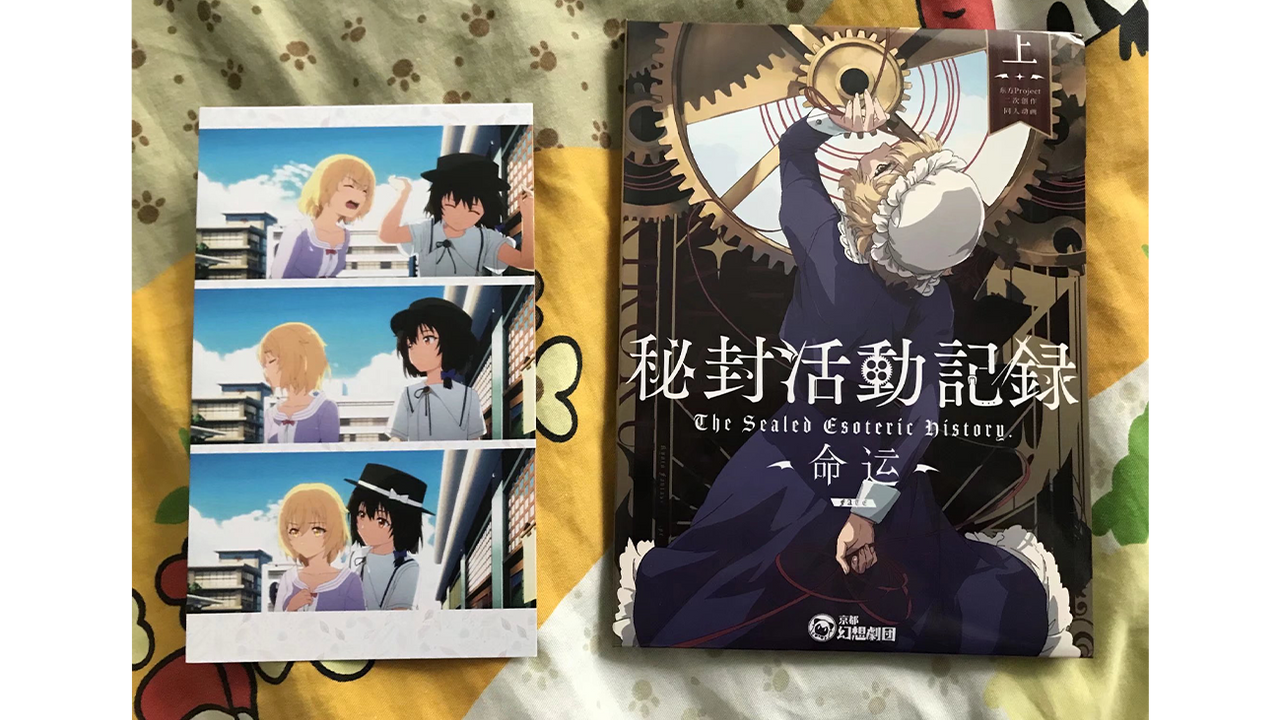 上
东方Project
二次創作
同人动画
秘封活動記録
The Sealed Esoteric History.
命运
京都
幻想劇団